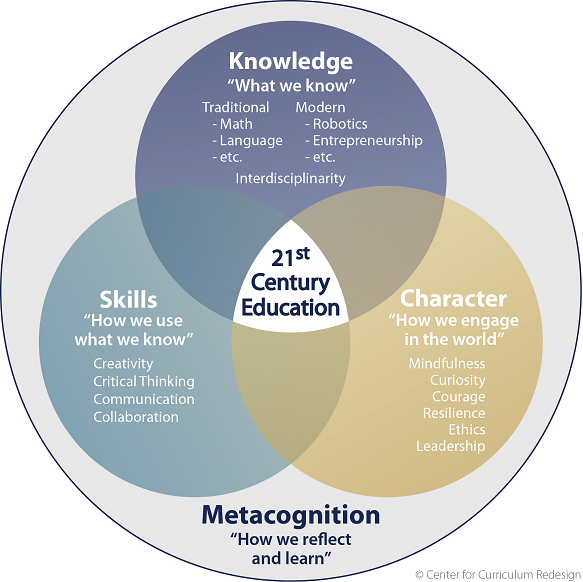 Knowledge
“What we know”
Traditional Modern
- Math - Robotics
- Language - Entrepreneurship
- etc. - etc.
Interdisciplinarity
21st
Century
Education
Skills
“How we use
what we know”
Creativity
Critical Thinking
Communication
Collaboration
Character
“How we engage
in the world”
Mindfulness
Curiosity
Courage
Resilience
Ethics
Leadership
Metacognition
“How we reflect
and learn”
© Center for Curriculum Redesign